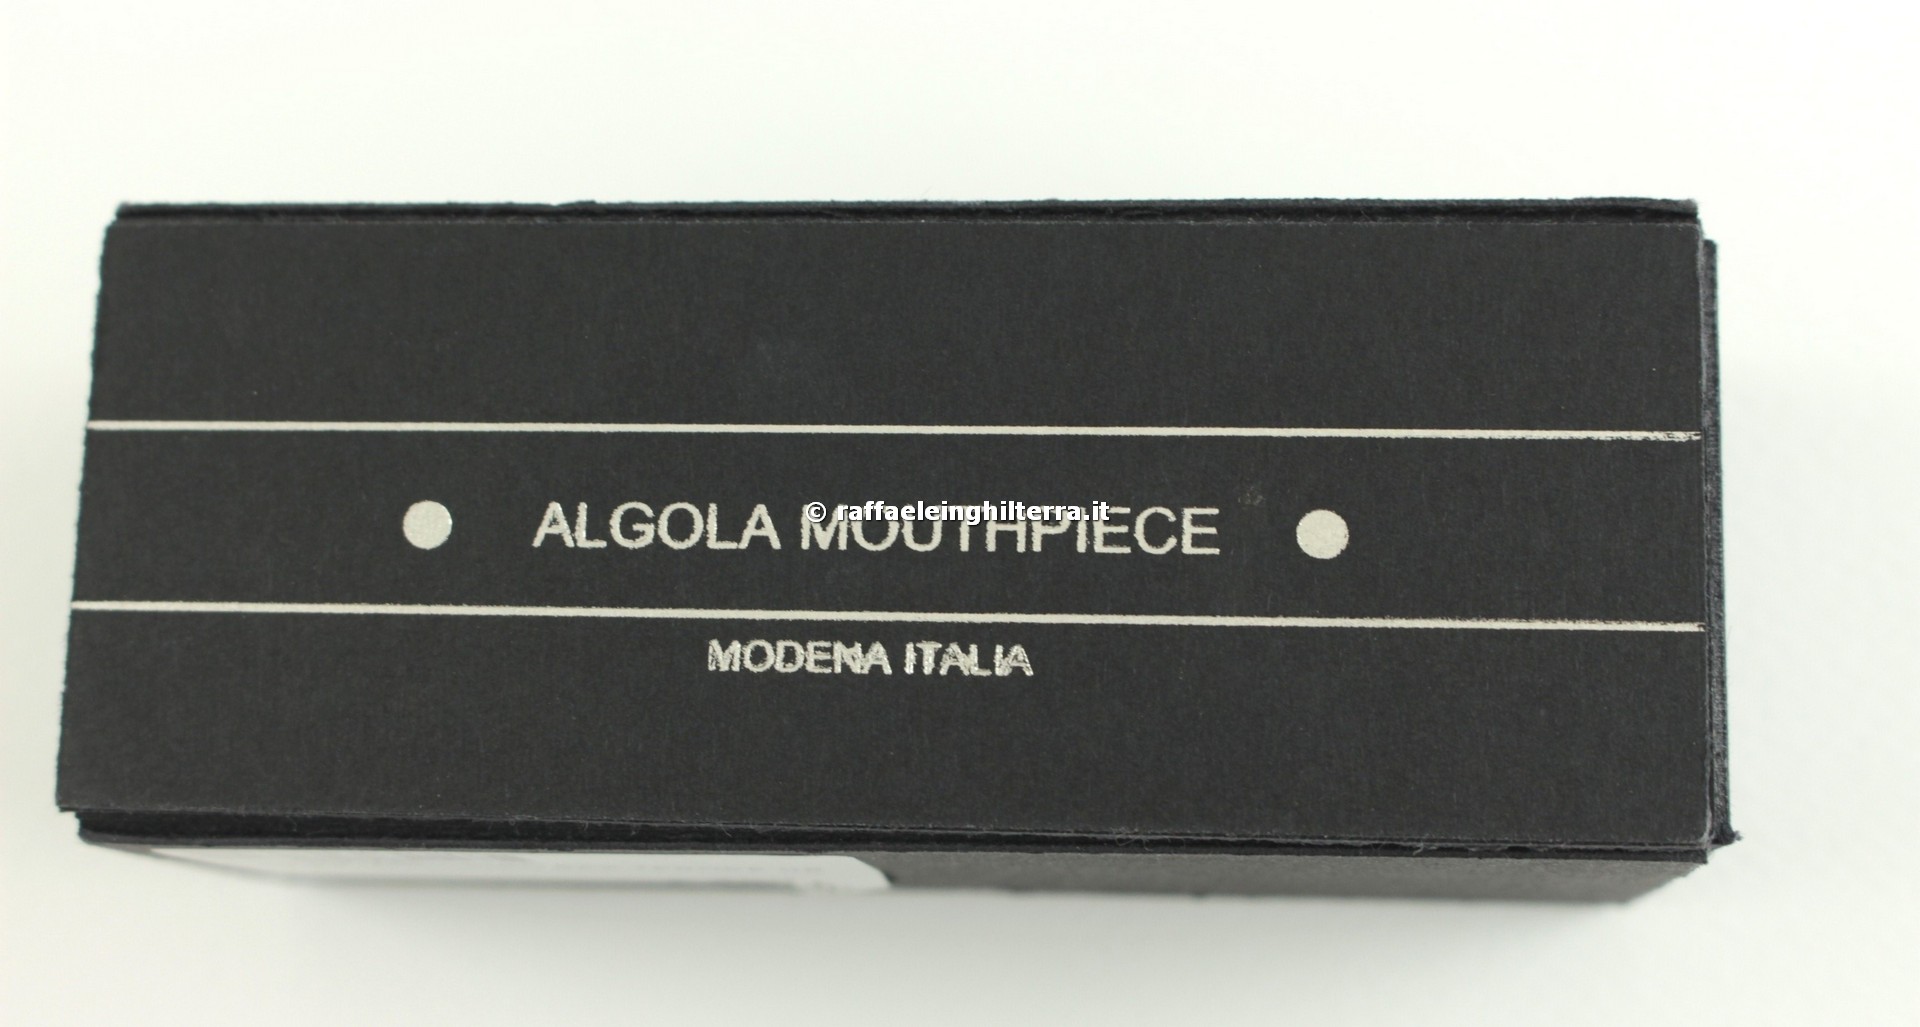 ALGOLA MOUTHPIECE
© raffaeleinghilterra.it
MODENA ITALIA